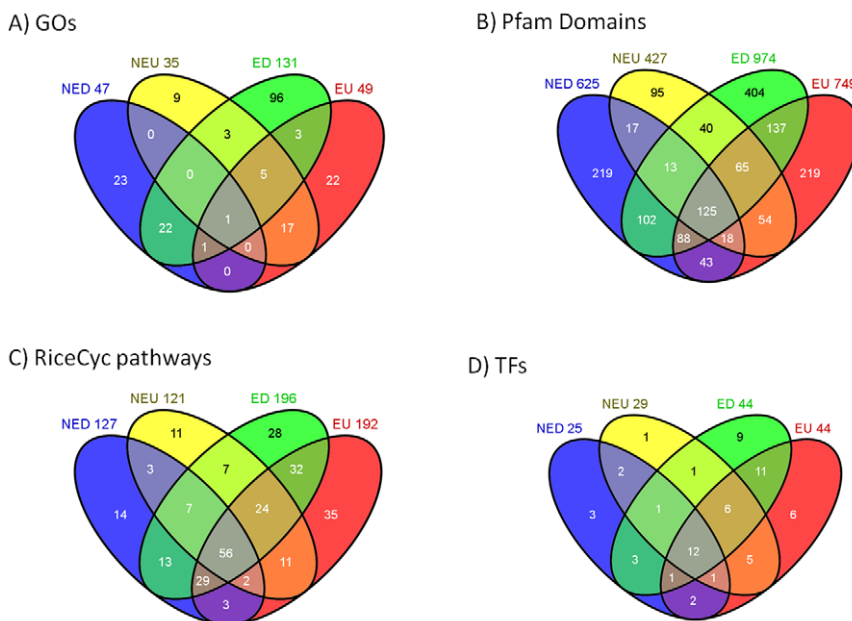 A) GOs
NEU 35 ED 131
NED 47 EU 49
9 96
0 3 3
23 0 5 22
22 1 17
1 0
0
B) Pfam Domains
NEU 427 ED 974
NED 625 EU 749
95 404
17 40 137
219 13 65 219
102 125 54
88 18
43
C) RiceCyc pathways
NEU 121 ED 196
NED 127 EU 192
11 28
3 7 32
14 7 24 35
13 56 11
29 2
3
D) TFs
NEU 29 ED 44
NED 25 EU 44
1 9
2 1 11
3 1 6 6
3 12 5
1 1
2